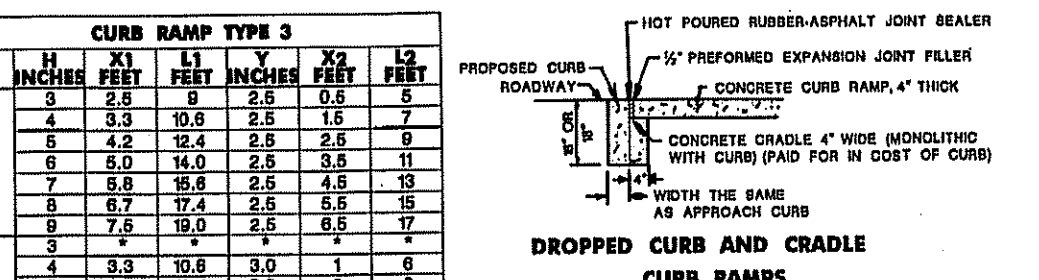 CURB RAMP TYPE 3
H INCHES X1 FEET L1 FEET Y INCHES X2 FEET L2 FEET
3 2.5 9 2.5 0.5 5
4 3.3 10.6 2.5 1.5 7
5 4.2 12.4 2.5 2.5 9
6 5.0 14.0 2.5 3.5 11
7 5.8 15.6 2.5 4.5 13
8 6.7 17.4 2.5 5.5 15
9 7.5 19.0 2.5 6.5 17
3 * * * * *
4 3.3 10.6 3.0 1 6
HOT POURED RUBBER-ASPHALT JOINT SEALER
½" PREFORMED EXPANSION JOINT FILLER
PROPOSED CURB
ROADWAY
CONCRETE CURB RAMP, 4" THICK
OR
18"
CONCRETE CRADLE 4" WIDE (MONOLITHIC
WITH CURB) (PAID FOR IN COST OF CURB)
4"
WIDTH THE SAME
AS APPROACH CURB
DROPPED CURB AND CRADLE
CURB RAMPS